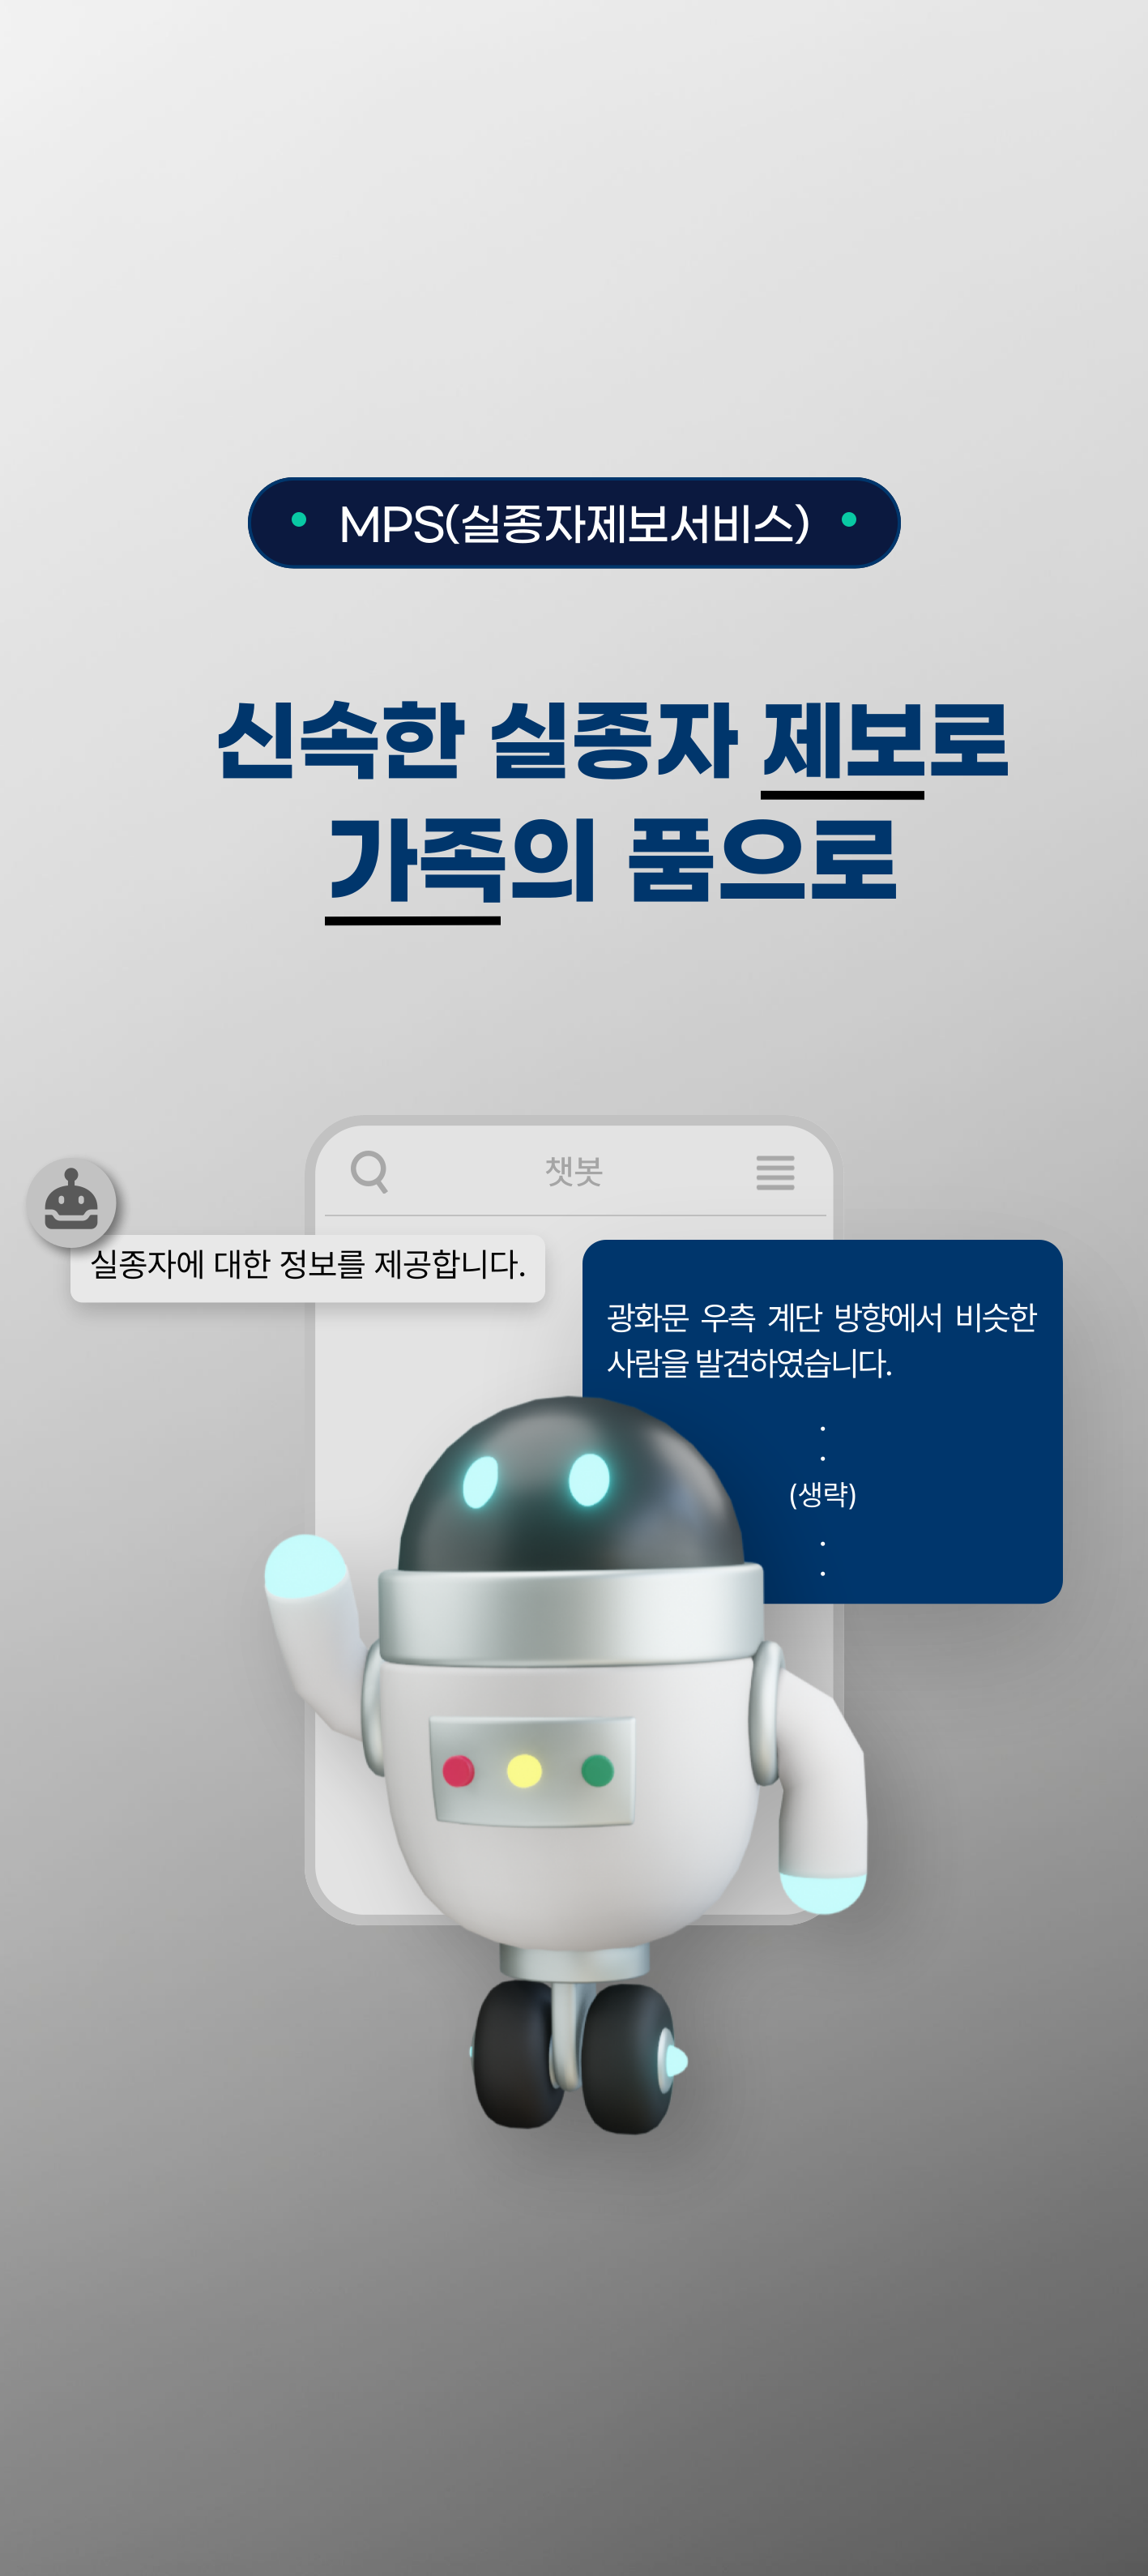 MPS(실종자제보서비스)
신속한 실종자 제보로
가족의 품으로
챗봇
실종자에 대한 정보를 제공합니다.
광화문 우측 계단 방향에서 비슷한
사람을 발견하였습니다.
.
.
(생략)
.
.